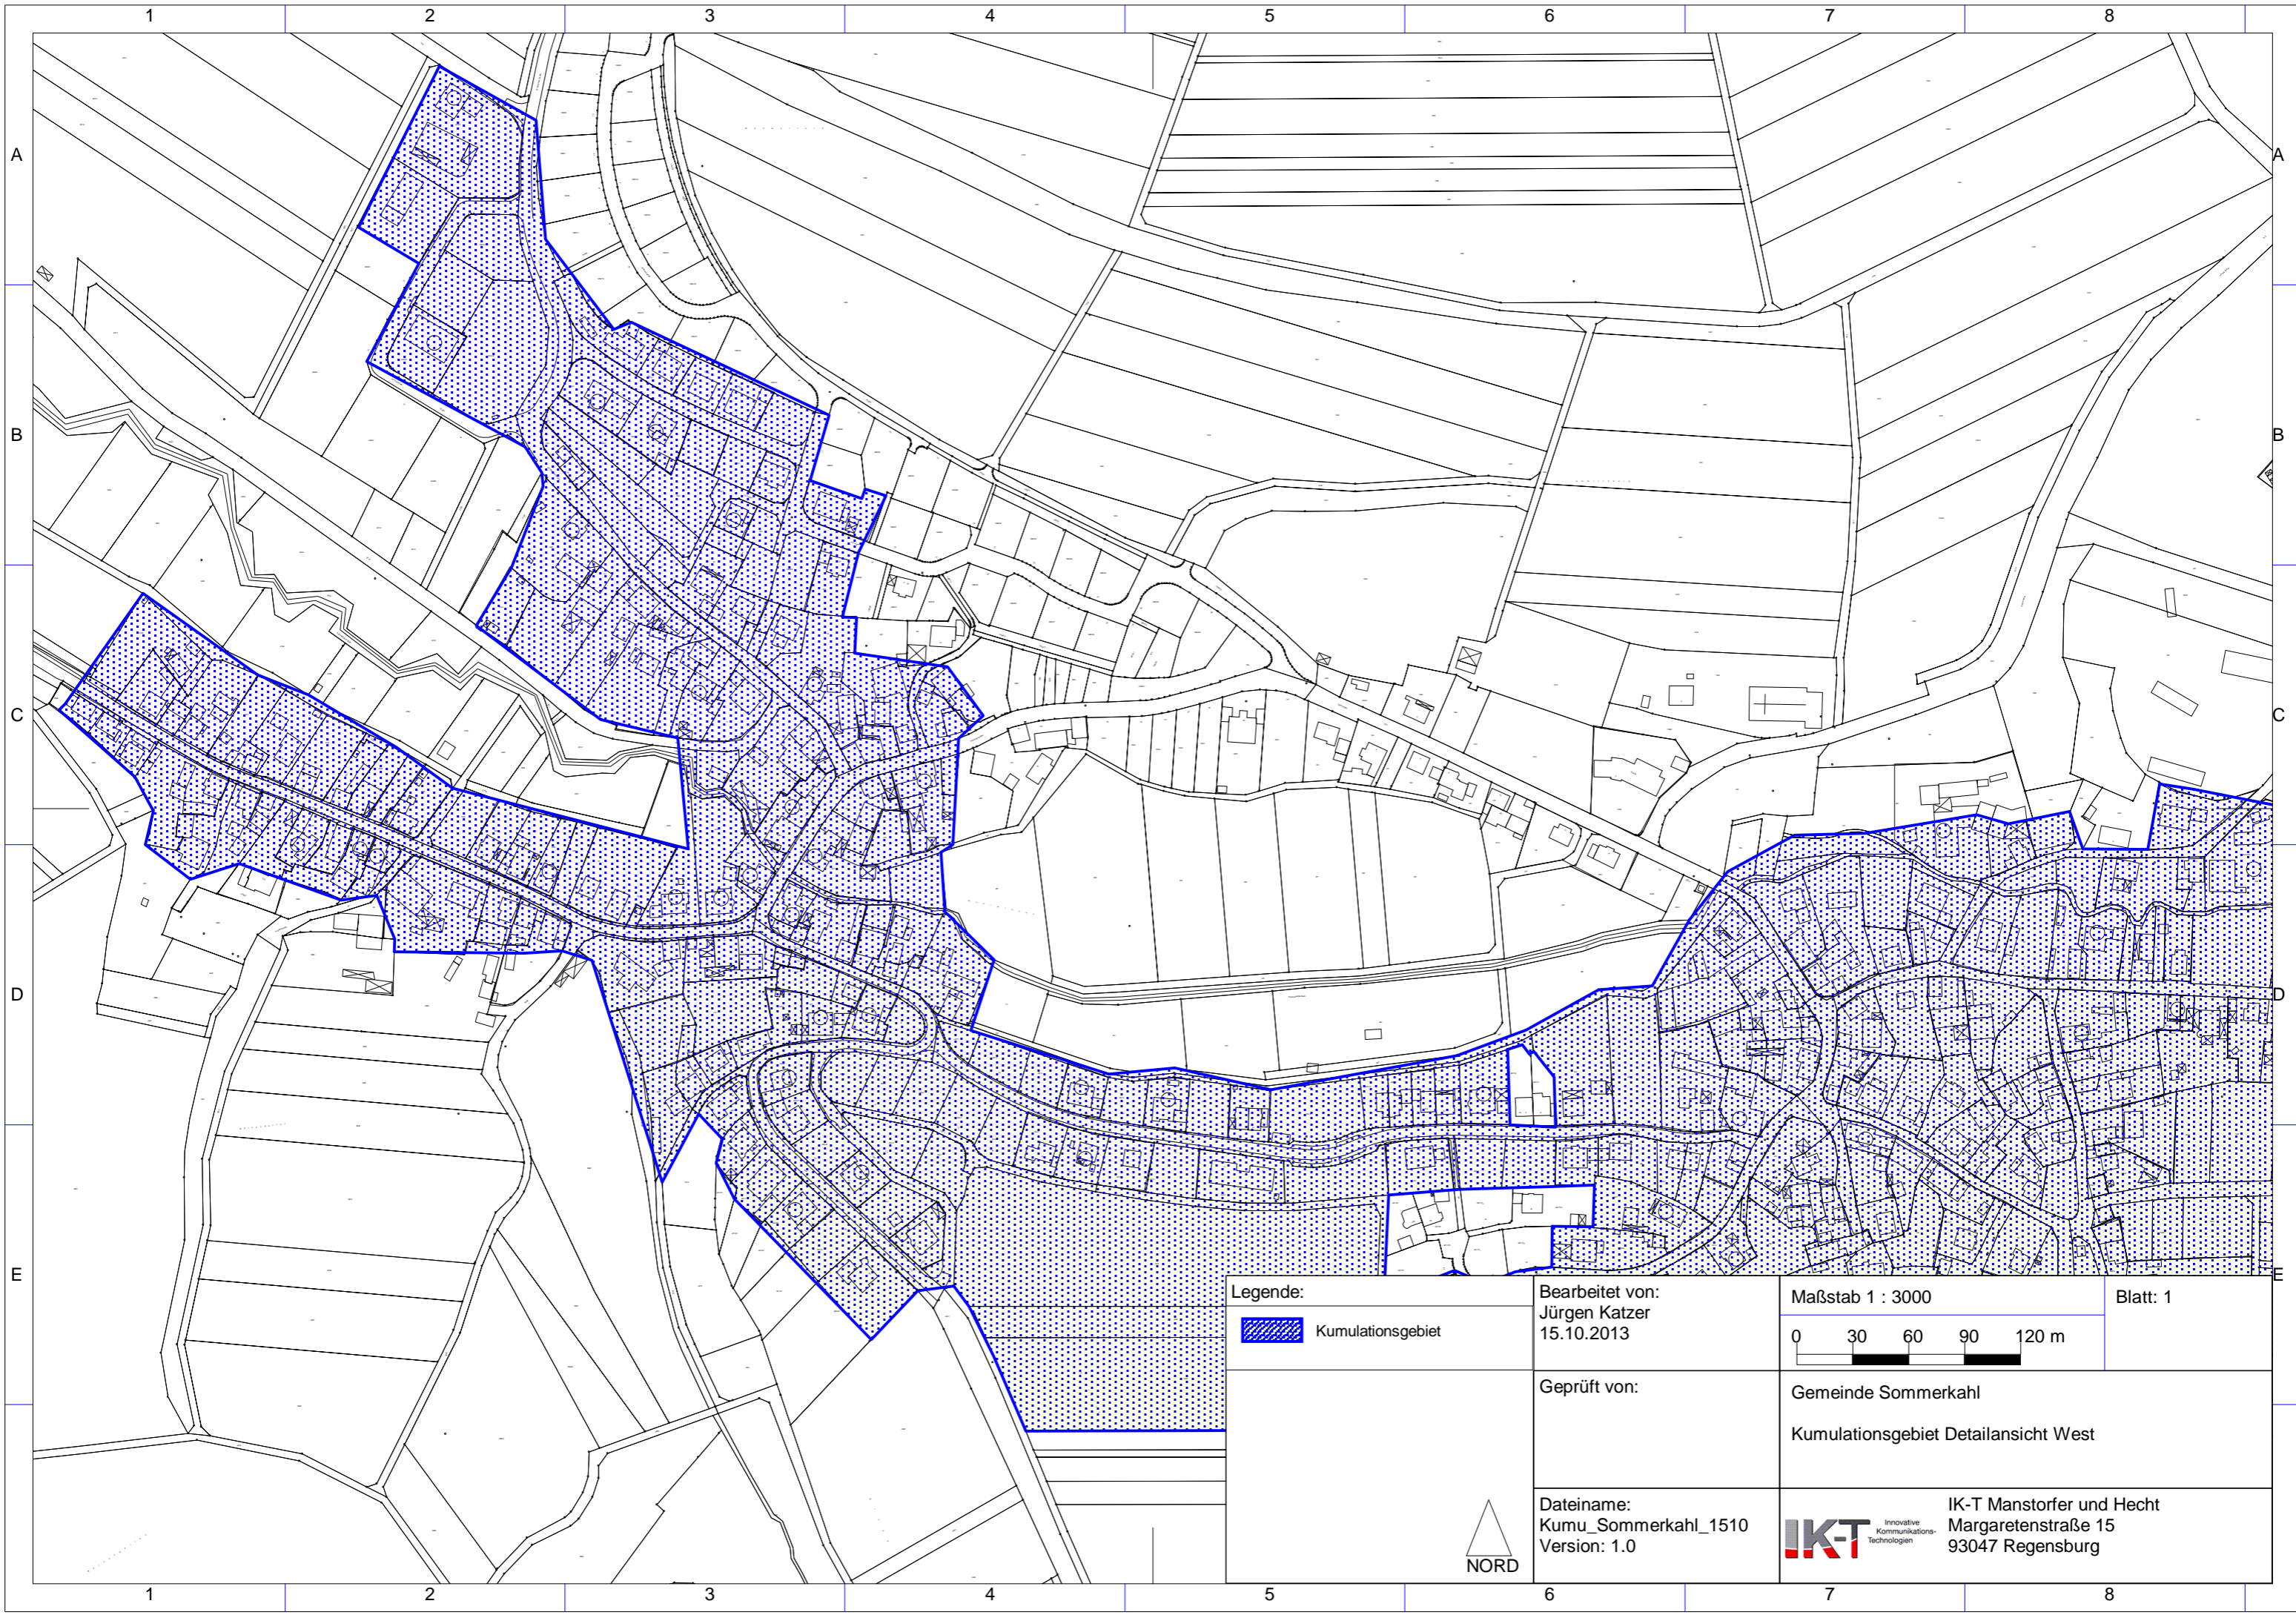 1 2 3 4 5 6 7 8
A A
B B
C C
D D
E E
Legende:
Kumulationsgebiet
NORD
Bearbeitet von:
Jürgen Katzer
15.10.2013
Geprüft von:
Dateiname:
Kumu_Sommerkahl_1510
Version: 1.0
Maßstab 1 : 3000
0 30 60 90 120 m
Blatt: 1
Gemeinde Sommerkahl
Kumulationsgebiet Detailansicht West
IK-T
Innovative
Kommunikations-
Technologien
IK-T Manstorfer und Hecht
Margaretenstraße 15
93047 Regensburg
1 2 3 4 5 6 7 8